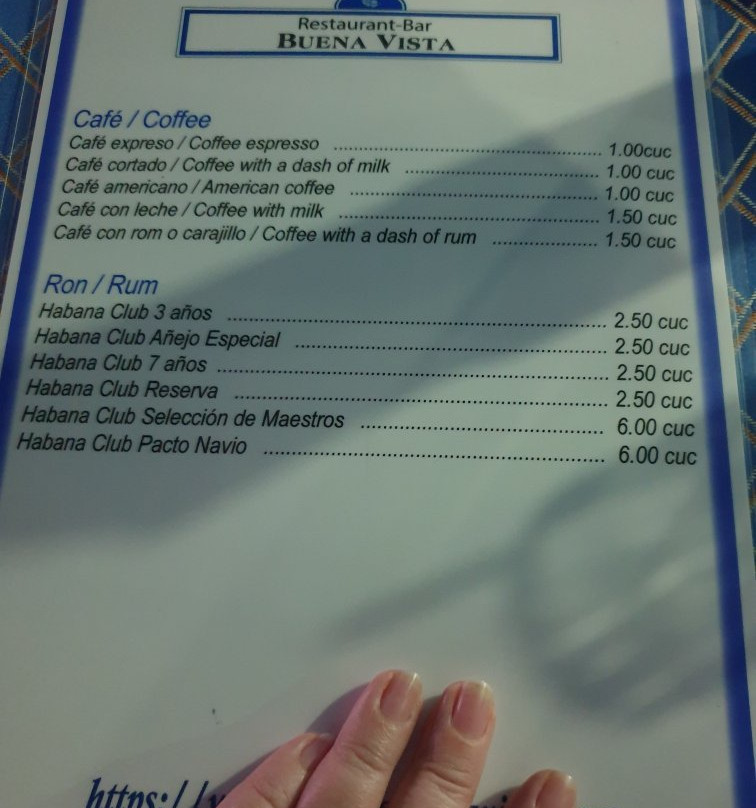 Restaurant-Bar
BUENA VISTA
Café / Coffee
Café expreso / Coffee espresso ........ 1.00cuc
Café cortado / Coffee with a dash of milk ........ 1.00 cuc
Café americano / American coffee ........ 1.00 cuc
Café con leche / Coffee with milk ........ 1.50 cuc
Café con rom o carajillo / Coffee with a dash of rum ........ 1.50 cuc
Ron / Rum
Habana Club 3 años ........ 2.50 cuc
Habana Club Añejo Especial ........ 2.50 cuc
Habana Club 7 años ........ 2.50 cuc
Habana Club Reserva ........ 2.50 cuc
Habana Club Selección de Maestros ........ 6.00 cuc
Habana Club Pacto Navio ........ 6.00 cuc
https://